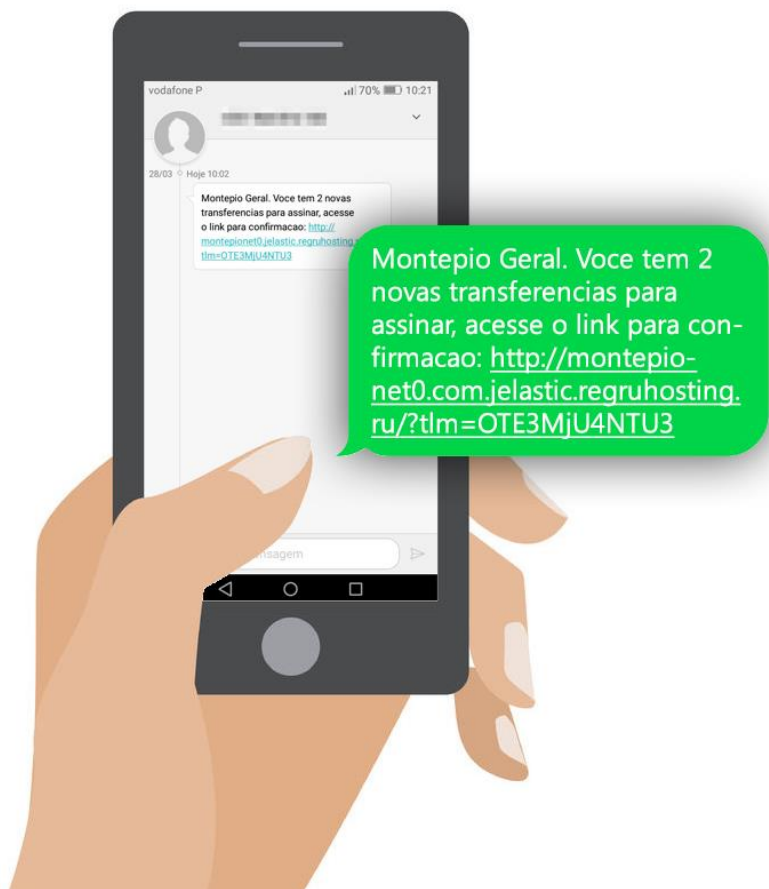 vodafone P
70% 10:21
28/03 Hoje 10:02
Montepio Geral. Voce tem 2 novas
transferencias para assinar, acesse
o link para confirmacao: http://
montepionet0.jelastic.regruhosting.
tlm=OTE3MjU4NTU3
Montepio Geral. Voce tem 2
novas transferencias para
assinar, acesse o link para con-
firmacao: http://montepio-
net0.com.jelastic.regruhosting.
ru/?tlm=OTE3MjU4NTU3